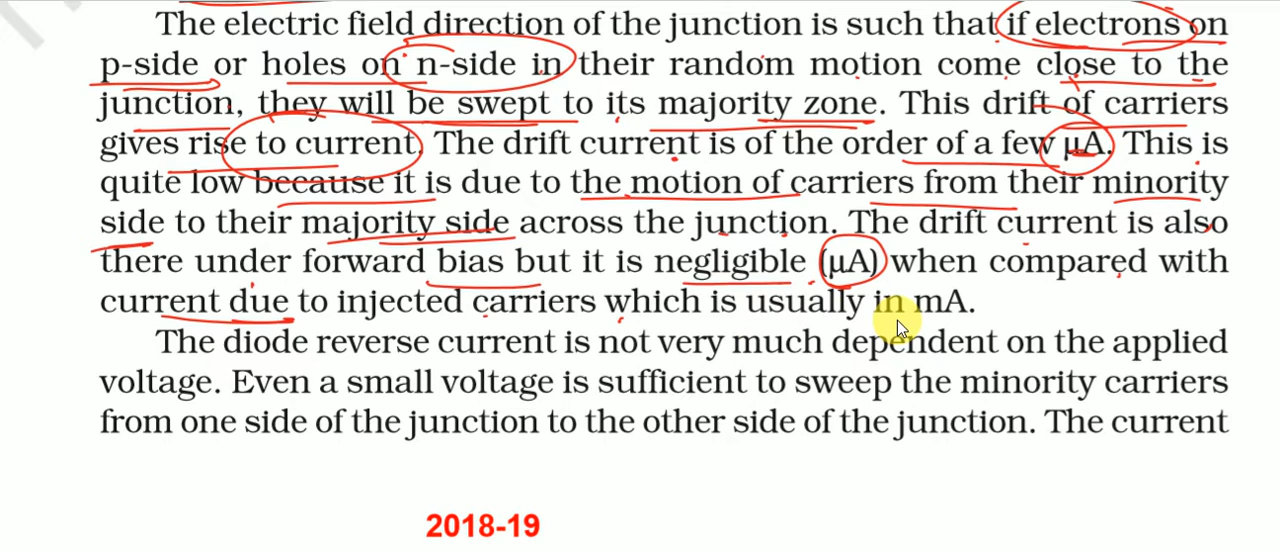 The electric field direction of the junction is such that if electrons on
p-side or holes on n-side in their random motion come close to the
junction, they will be swept to its majority zone. This drift of carriers
gives rise to current. The drift current is of the order of a few μA. This is
quite low because it is due to the motion of carriers from their minority
side to their majority side across the junction. The drift current is also
there under forward bias but it is negligible (μA) when compared with
current due to injected carriers which is usually in mA.
The diode reverse current is not very much dependent on the applied
voltage. Even a small voltage is sufficient to sweep the minority carriers
from one side of the junction to the other side of the junction. The current
2018-19